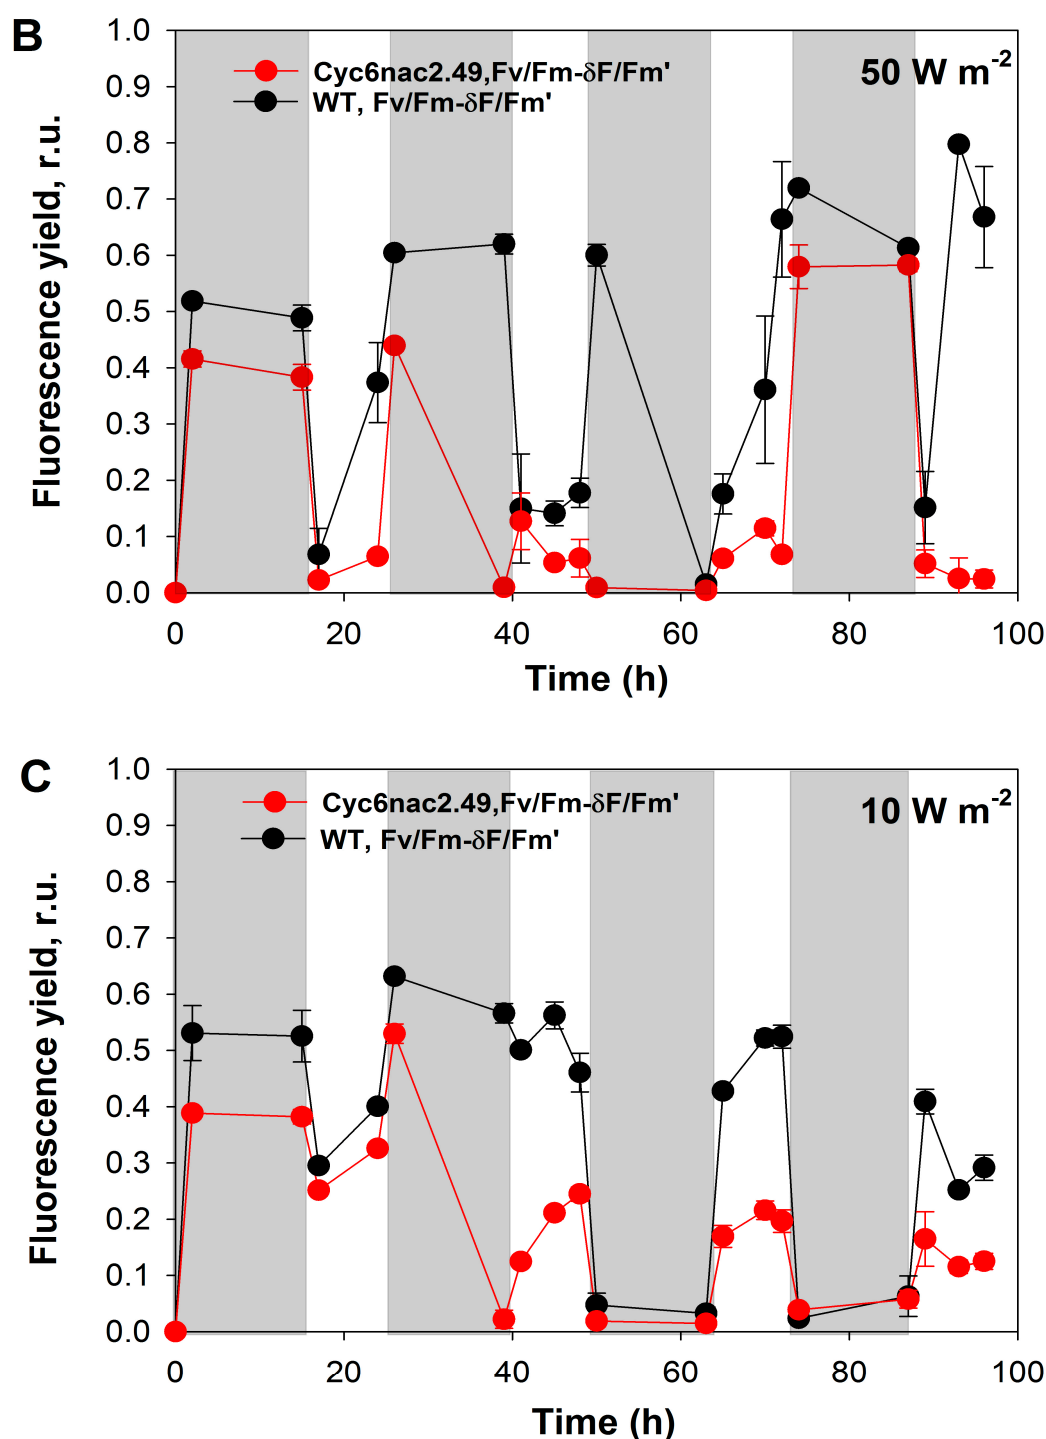 B
1.0
0.9
0.8
0.7
0.6
0.5
0.4
0.3
0.2
0.1
0.0
Fluorescence yield, r.u.
Cyc6nac2.49,Fv/Fm-δF/Fm'
WT, Fv/Fm-δF/Fm'
50 W m-2
0 20 40 60 80 100
Time (h)
C
1.0
0.9
0.8
0.7
0.6
0.5
0.4
0.3
0.2
0.1
0.0
Fluorescence yield, r.u.
Cyc6nac2.49,Fv/Fm-δF/Fm'
WT, Fv/Fm-δF/Fm'
10 W m-2
0 20 40 60 80 100
Time (h)